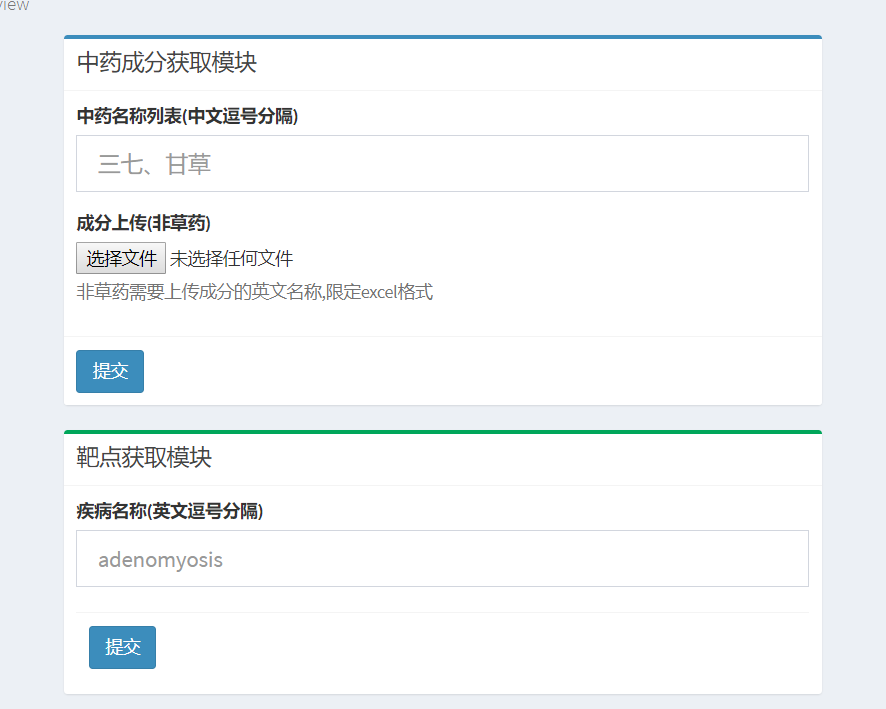 view
中药成分获取模块
中药名称列表(中文逗号分隔)
三七、甘草
成分上传(非草药)
选择文件 未选择任何文件
非草药需要上传成分的英文名称,限定excel格式
提交
靶点获取模块
疾病名称(英文逗号分隔)
adenomyosis
提交